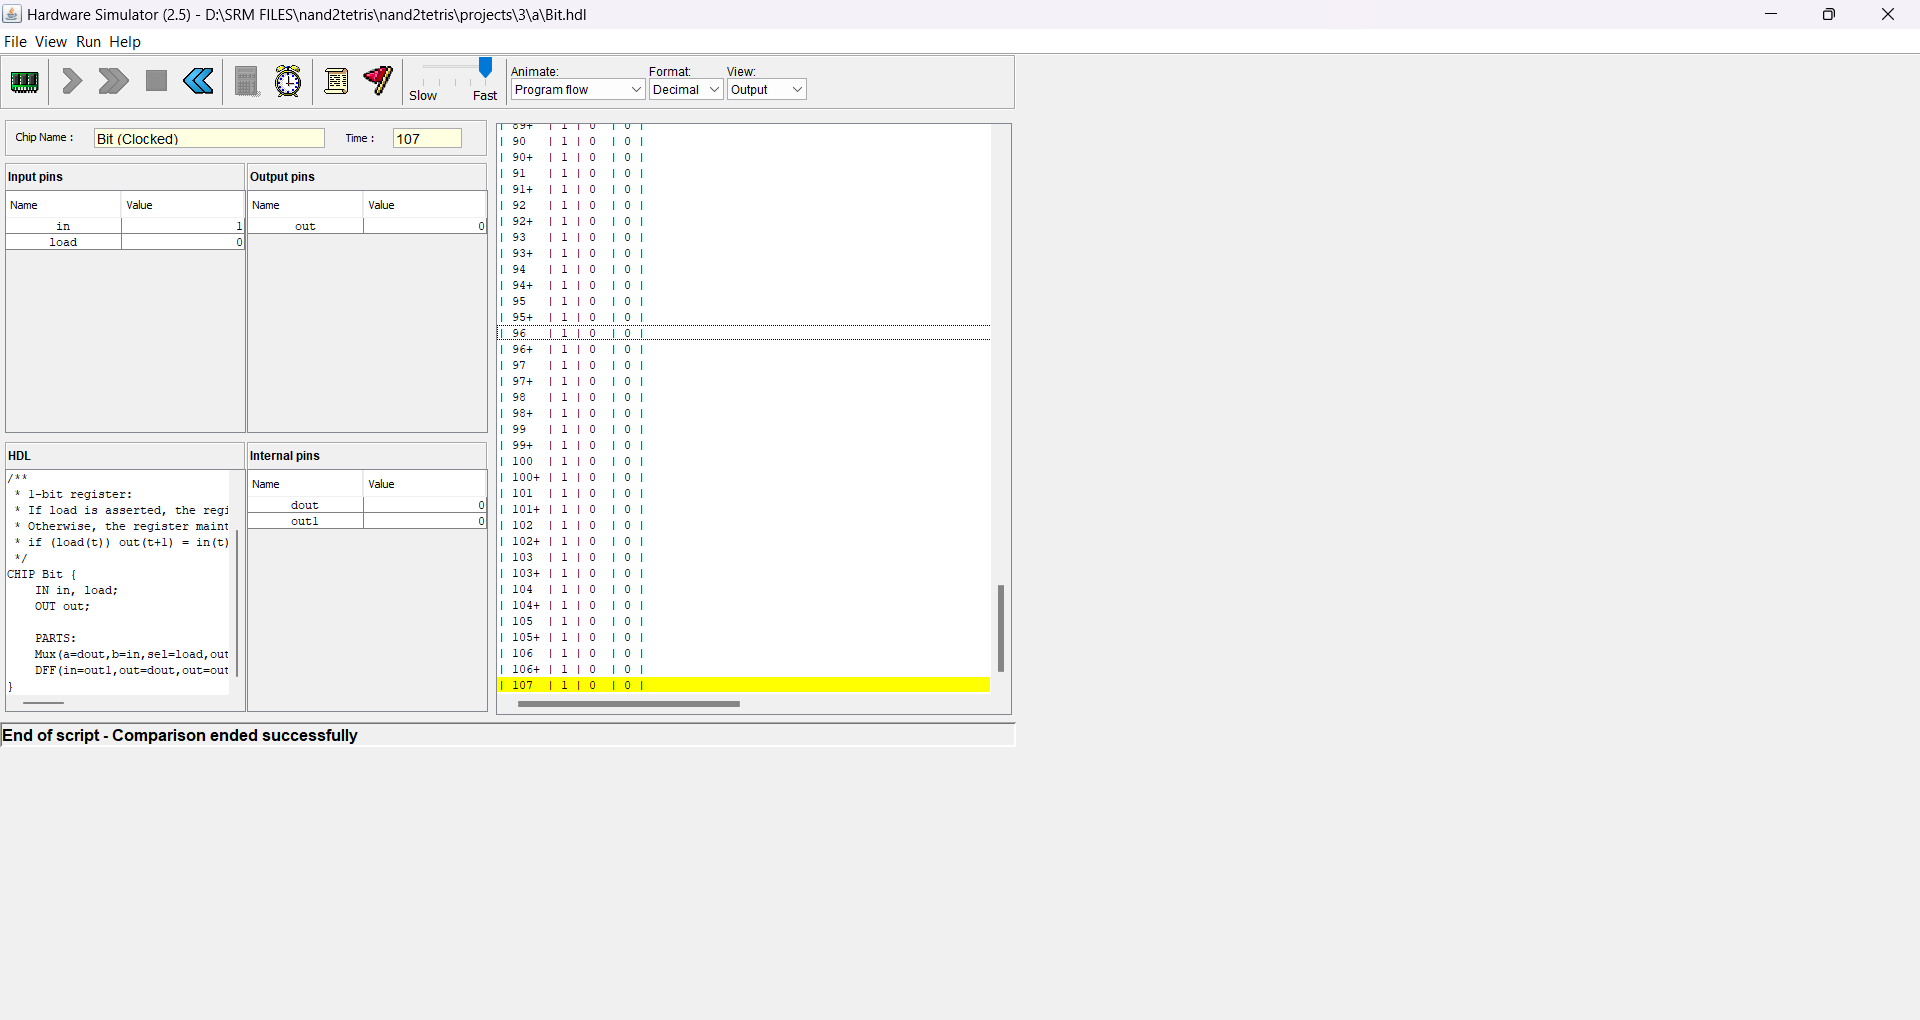 Hardware Simulator (2.5) - D:\SRM FILES\nand2tetris\nand2tetris\projects\3\a\Bit.hdl
File View Run Help
Slow Fast
Animate: Format: View:
Program flow Decimal Output
Chip Name : Bit (Clocked) Time : 107
Input pins Output pins
Name Value Name Value
in 1 out 0
load 0
HDL Internal pins
Name Value
dout 0
out1 0
/**
* 1-bit register:
* If load is asserted, the regi
* Otherwise, the register maint
* if (load(t)) out(t+1) = in(t)
*/
CHIP Bit {
IN in, load;
OUT out;
PARTS:
Mux(a=dout,b=in,sel=load,out
DFF(in=out1,out=dout,out=out
}
| 89+ | 1 | 0 | 0 |
| 90 | 1 | 0 | 0 |
| 90+ | 1 | 0 | 0 |
| 91 | 1 | 0 | 0 |
| 91+ | 1 | 0 | 0 |
| 92 | 1 | 0 | 0 |
| 92+ | 1 | 0 | 0 |
| 93 | 1 | 0 | 0 |
| 93+ | 1 | 0 | 0 |
| 94 | 1 | 0 | 0 |
| 94+ | 1 | 0 | 0 |
| 95 | 1 | 0 | 0 |
| 95+ | 1 | 0 | 0 |
| 96 | 1 | 0 | 0 |
| 96+ | 1 | 0 | 0 |
| 97 | 1 | 0 | 0 |
| 97+ | 1 | 0 | 0 |
| 98 | 1 | 0 | 0 |
| 98+ | 1 | 0 | 0 |
| 99 | 1 | 0 | 0 |
| 99+ | 1 | 0 | 0 |
| 100 | 1 | 0 | 0 |
| 100+ | 1 | 0 | 0 |
| 101 | 1 | 0 | 0 |
| 101+ | 1 | 0 | 0 |
| 102 | 1 | 0 | 0 |
| 102+ | 1 | 0 | 0 |
| 103 | 1 | 0 | 0 |
| 103+ | 1 | 0 | 0 |
| 104 | 1 | 0 | 0 |
| 104+ | 1 | 0 | 0 |
| 105 | 1 | 0 | 0 |
| 105+ | 1 | 0 | 0 |
| 106 | 1 | 0 | 0 |
| 106+ | 1 | 0 | 0 |
| 107 | 1 | 0 | 0 |
End of script - Comparison ended successfully